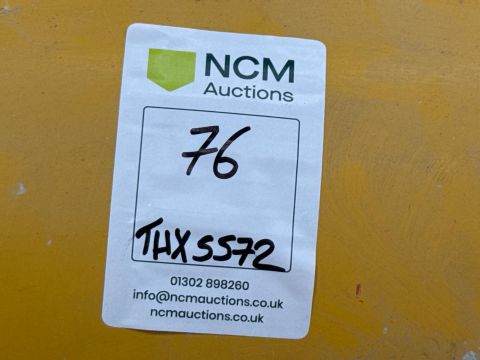 NCM
Auctions
76
THX5572
01302 898260
info@ncmauctions.co.uk
ncmauctions.co.uk